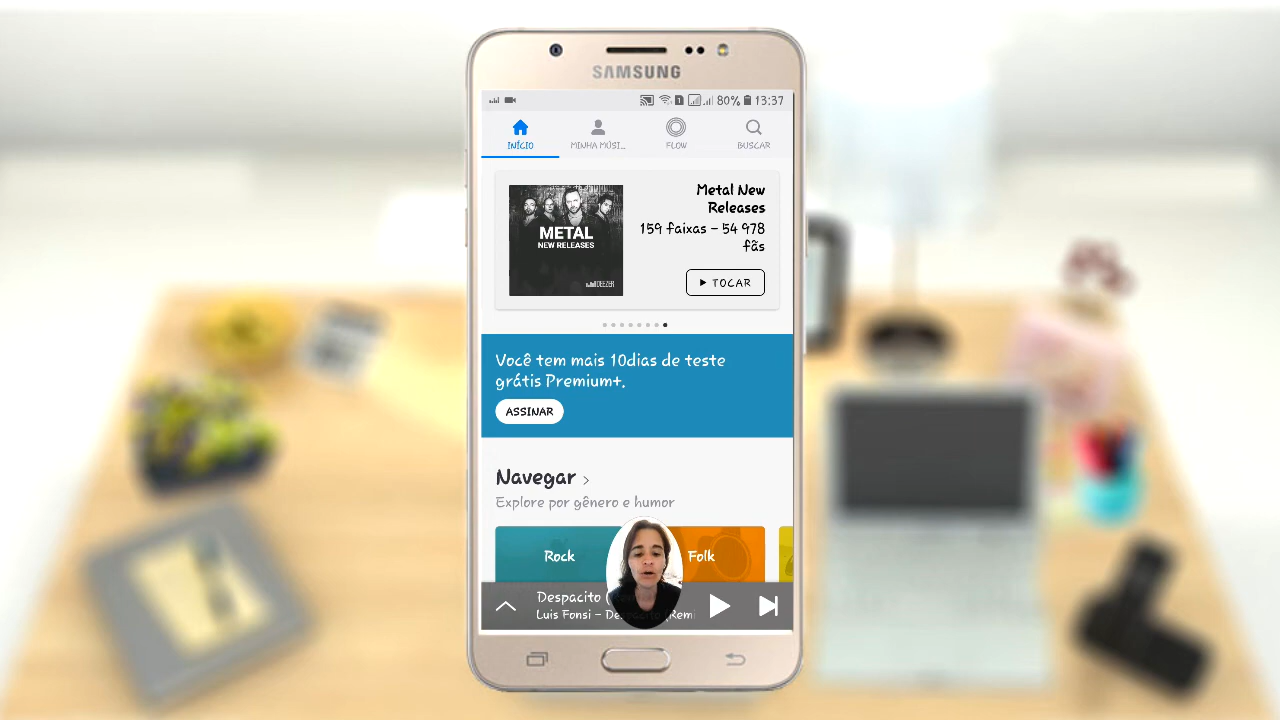 SAMSUNG
80% 13:37
INÍCIO
MINHA MÚSI...
FLOW
BUSCAR
METAL
NEW RELEASES
DEEZER
Metal New
Releases
159 faixas – 54 978
fãs
TOCAR
Você tem mais 10dias de teste
grátis Premium+.
ASSINAR
Navegar >
Explore por gênero e humor
Rock
Folk
Despacito (
Luis Fonsi – De (Remi